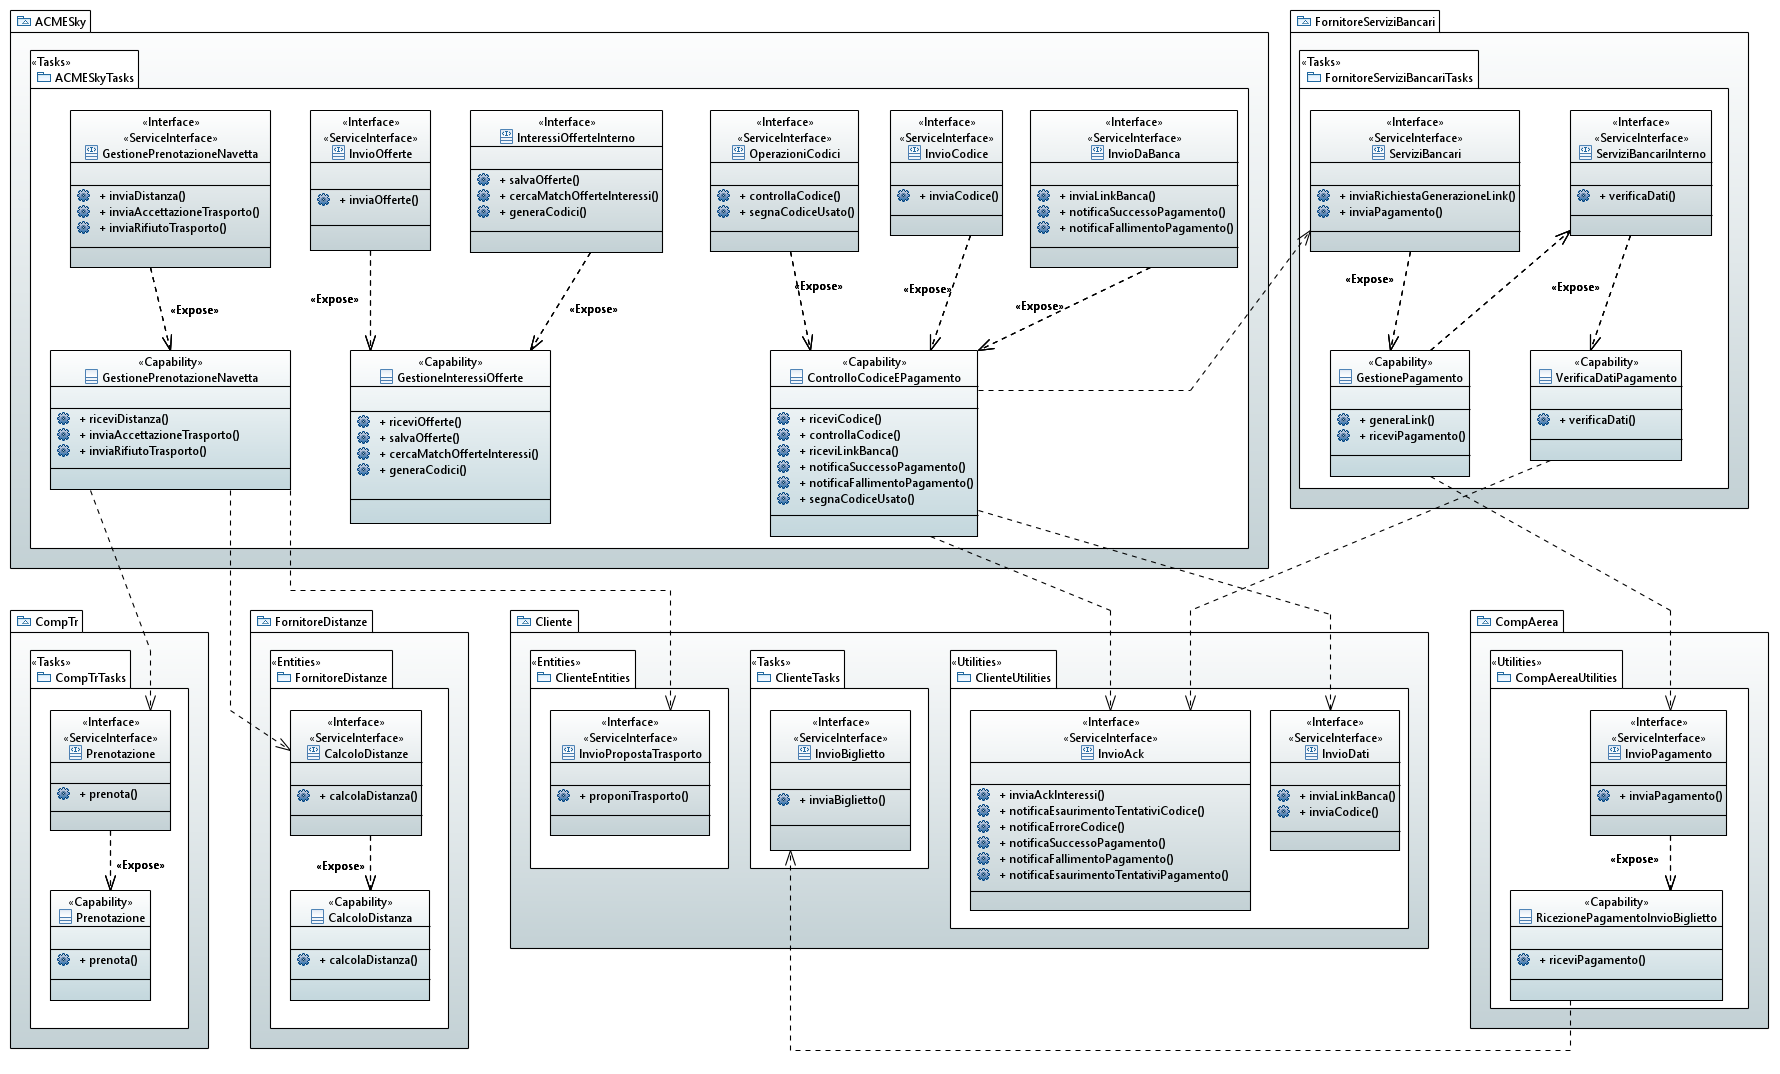 ACMESky
«Tasks»
ACMESkyTasks
«Interface»
«ServiceInterface»
GestionePrenotazioneNavetta
+ inviaDistanza()
+ inviaAccettazioneTrasporto()
+ inviaRifiutoTrasporto()
«Interface»
«ServiceInterface»
InvioOfferte
+ inviaOfferte()
«Interface»
InteressiOfferteInterno
+ salvaOfferte()
+ cercaMatchOfferteInteressi()
+ generaCodici()
«Interface»
«ServiceInterface»
OperazioniCodici
+ controllaCodice()
+ segnaCodiceUsato()
«Interface»
«ServiceInterface»
InvioCodice
+ inviaCodice()
«Interface»
«ServiceInterface»
InvioDaBanca
+ inviaLinkBanca()
+ notificaSuccessoPagamento()
+ notificaFallimentoPagamento()
«Expose»
«Expose»
«Expose»
«Expose»
«Expose»
«Expose»
«Capability»
GestionePrenotazioneNavetta
+ riceviDistanza()
+ inviaAccettazioneTrasporto()
+ inviaRifiutoTrasporto()
«Capability»
GestioneInteressiOfferte
+ riceviOfferte()
+ salvaOfferte()
+ cercaMatchOfferteInteressi()
+ generaCodici()
«Capability»
ControlloCodiceEPagamento
+ riceviCodice()
+ controllaCodice()
+ riceviLinkBanca()
+ notificaSuccessoPagamento()
+ notificaFallimentoPagamento()
+ segnaCodiceUsato()
FornitoreServiziBancari
«Tasks»
FornitoreServiziBancariTasks
«Interface»
«ServiceInterface»
ServiziBancari
+ inviaRichiestaGenerazioneLink()
+ inviaPagamento()
«Interface»
«ServiceInterface»
ServiziBancariInterno
+ verificaDati()
«Expose»
«Expose»
«Capability»
GestionePagamento
+ generaLink()
+ riceviPagamento()
«Capability»
VerificaDatiPagamento
+ verificaDati()
CompTr
«Tasks»
CompTrTasks
«Interface»
«ServiceInterface»
Prenotazione
+ prenota()
«Expose»
«Capability»
Prenotazione
+ prenota()
FornitoreDistanze
«Entities»
FornitoreDistanze
«Interface»
«ServiceInterface»
CalcoloDistanze
+ calcolaDistanza()
«Expose»
«Capability»
CalcoloDistanza
+ calcolaDistanza()
Cliente
«Entities»
ClienteEntities
«Interface»
«ServiceInterface»
InvioPropostaTrasporto
+ proponiTrasporto()
«Tasks»
ClienteTasks
«Interface»
«ServiceInterface»
InvioBiglietto
+ inviaBiglietto()
«Utilities»
ClienteUtilities
«Interface»
«ServiceInterface»
InvioAck
+ inviaAckInteressi()
+ notificaEsaurimentoTentativiCodice()
+ notificaErroreCodice()
+ notificaSuccessoPagamento()
+ notificaFallimentoPagamento()
+ notificaEsaurimentoTentativiPagamento()
«Interface»
«ServiceInterface»
InvioDati
+ inviaLinkBanca()
+ inviaCodice()
CompAerea
«Utilities»
CompAereaUtilities
«Interface»
«ServiceInterface»
InvioPagamento
+ inviaPagamento()
«Expose»
«Capability»
RicezionePagamentoInvioBiglietto
+ riceviPagamento()